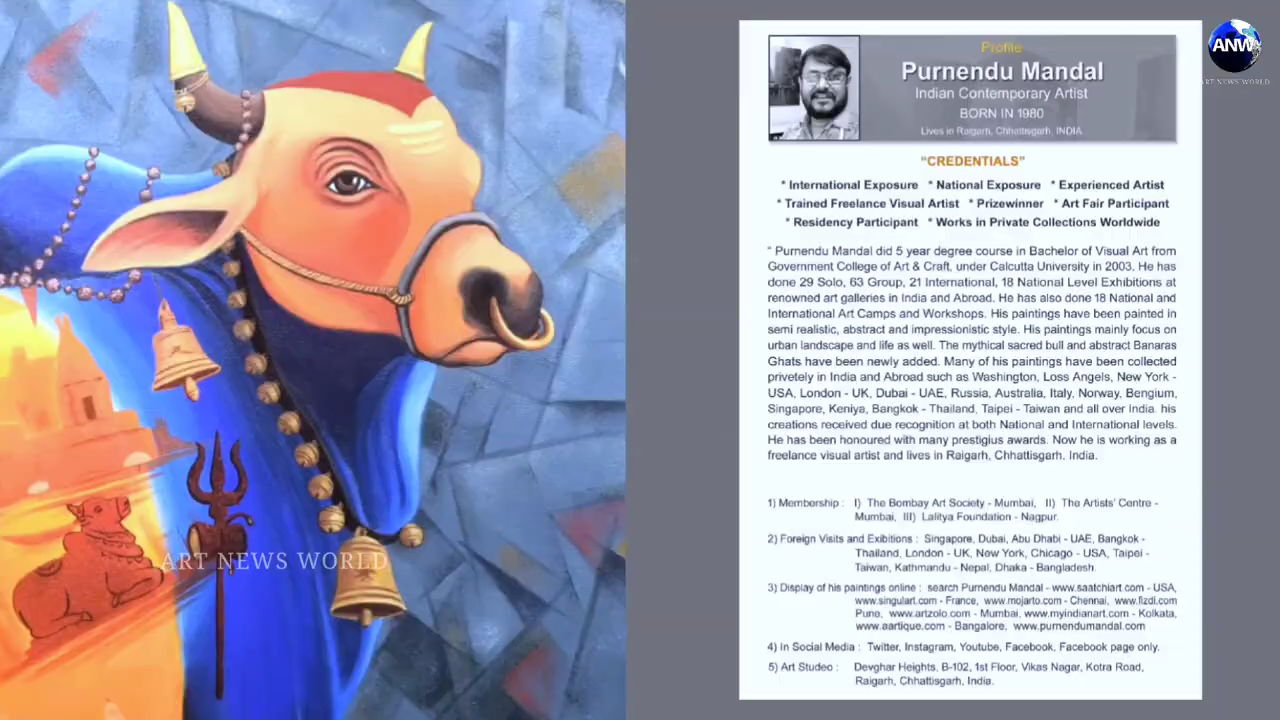 ANW
ART NEWS WORLD
Profile
Purnendu Mandal
Indian Contemporary Artist
BORN IN 1980
Lives in Raigarh, Chhattisgarh, INDIA
"CREDENTIALS"
* International Exposure * National Exposure * Experienced Artist
* Trained Freelance Visual Artist * Prizewinner * Art Fair Participant
* Residency Participant * Works in Private Collections Worldwide
" Purnendu Mandal did 5 year degree course in Bachelor of Visual Art from
Government College of Art & Craft, under Calcutta University in 2003. He has
done 29 Solo, 63 Group, 21 International, 18 National Level Exhibitions at
renowned art galleries in India and Abroad. He has also done 18 National and
International Art Camps and Workshops. His paintings have been painted in
semi realistic, abstract and impressionistic style. His paintings mainly focus on
urban landscape and life as well. The mythical sacred bull and abstract Banaras
Ghats have been newly added. Many of his paintings have been collected
privetely in India and Abroad such as Washington, Loss Angels, New York -
USA, London - UK, Dubai - UAE, Russia, Australia, Italy, Norway, Bengium,
Singapore, Keniya, Bangkok - Thailand, Taipei - Taiwan and all over India. his
creations received due recognition at both National and International levels.
He has been honoured with many prestigius awards. Now he is working as a
freelance visual artist and lives in Raigarh, Chhattisgarh, India.
1) Membership : I) The Bombay Art Society - Mumbai, II) The Artists' Centre -
Mumbai, III) Lalitya Foundation - Nagpur.
2) Foreign Visits and Exibitions : Singapore, Dubai, Abu Dhabi - UAE, Bangkok -
Thailand, London - UK, New York, Chicago - USA, Taipei -
Taiwan, Kathmandu - Nepal, Dhaka - Bangladesh.
3) Display of his paintings online : search Purnendu Mandal - www.saatchiart.com - USA,
www.singulart.com - France, www.mojarto.com - Chennai, www.fizdi.com
Pune, www.artzolo.com - Mumbai, www.myindianart.com - Kolkata,
www.aartique.com - Bangalore, www.purnendumandal.com
4) In Social Media : Twitter, Instagram, Youtube, Facebook, Facebook page only.
5) Art Studeo : Devghar Heights, B-102, 1st Floor, Vikas Nagar, Kotra Road,
Raigarh, Chhattisgarh, India.
ART NEWS WORLD